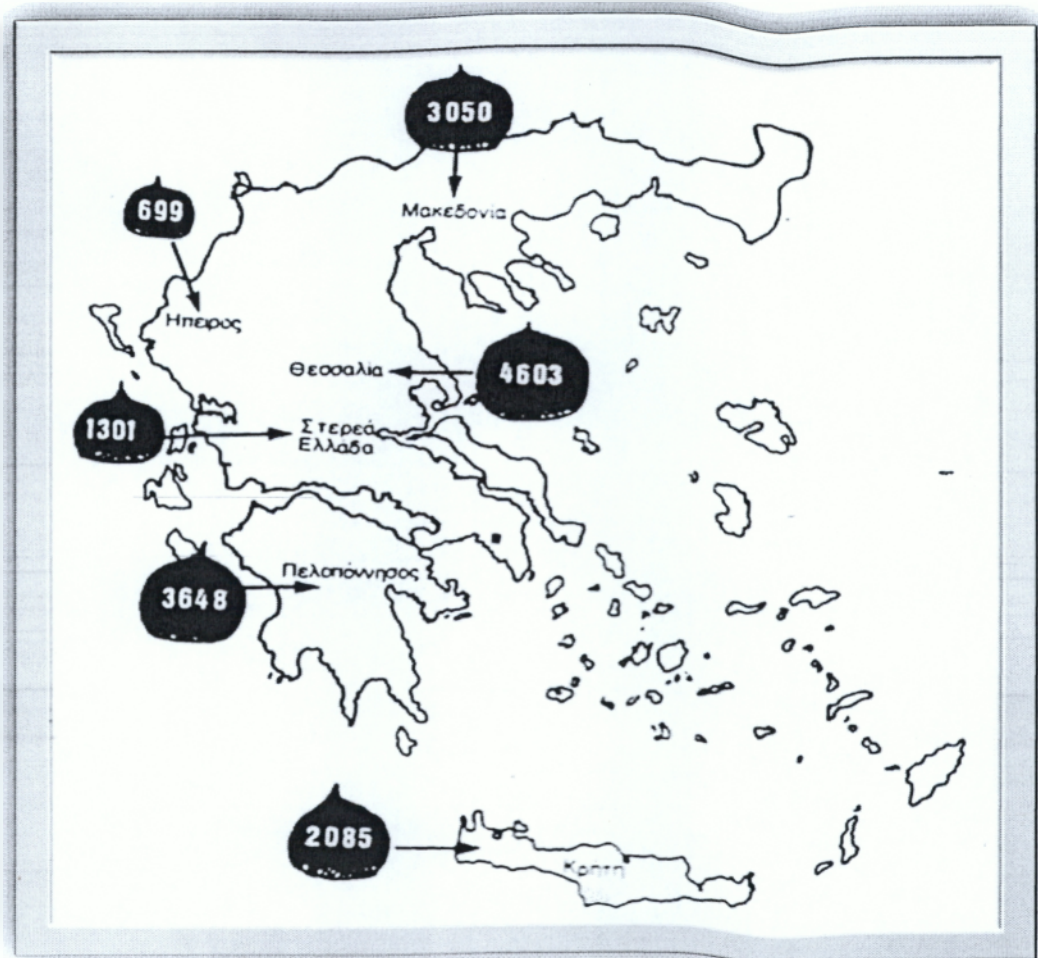 3050
Μακεδονία
699
Ηπειρος
Θεσσαλία
4603
1301
Στερεά
Ελλάδα
Πελοπόννησος
3648
2085
Κρήτη